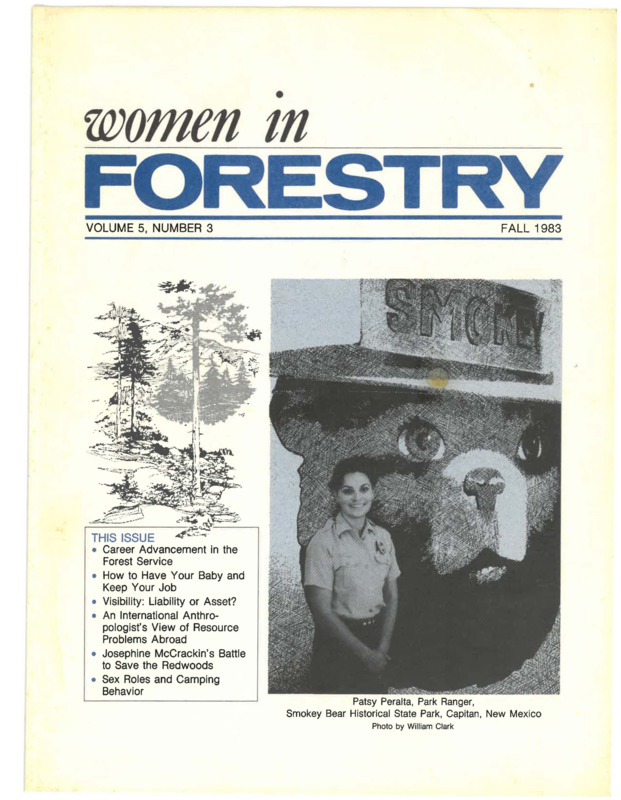 women in
FORESTRY
VOLUME 5, NUMBER 3 FALL 1983
SMOKEY
THIS ISSUE
• Career Advancement in the
Forest Service
• How to Have Your Baby and
Keep Your Job
• Visibility: Liability or Asset?
• An International Anthro-
pologist's View of Resource
Problems Abroad
• Josephine McCrackin's Battle
to Save the Redwoods
• Sex Roles and Camping
Behavior
Patsy Peralta, Park Ranger,
Smokey Bear Historical State Park, Capitan, New Mexico
Photo by William Clark